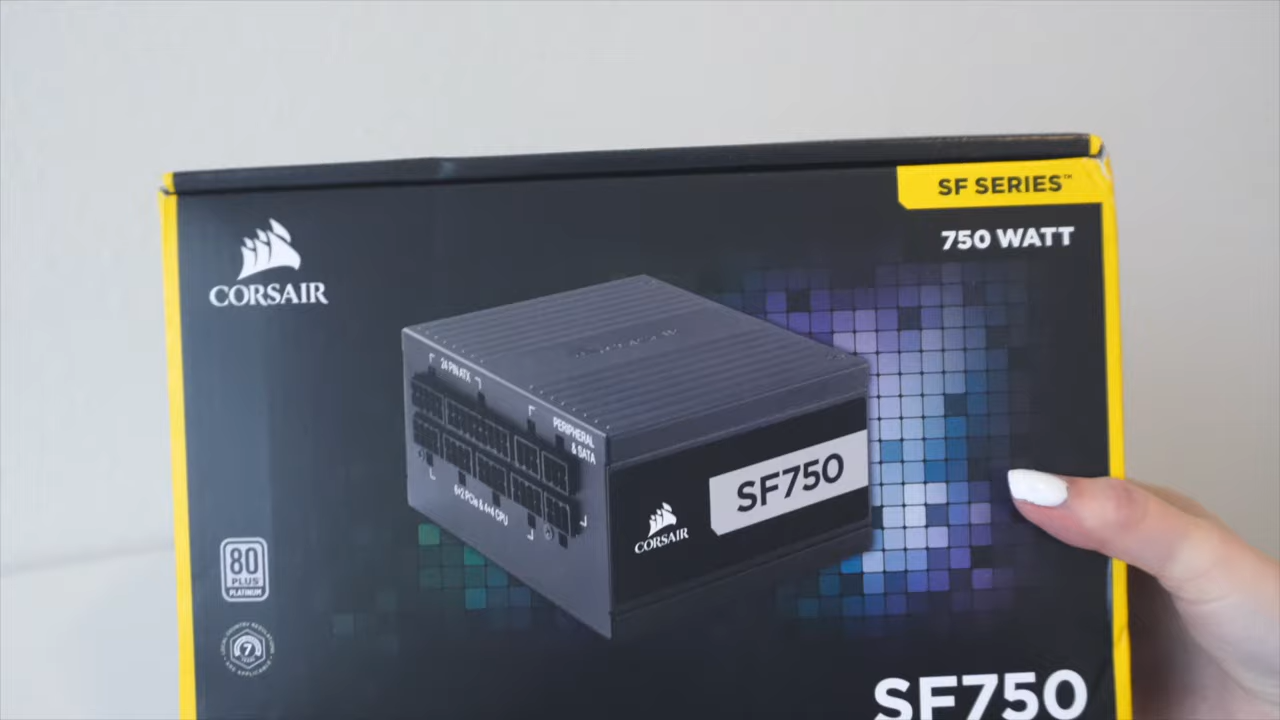 SF SERIES™
750 WATT
CORSAIR
24 PIN ATX
PERIPHERAL
& SATA
6+2 PCIe & 4+4 CPU
SF750
CORSAIR
80
PLUS
PLATINUM
7
YEAR
SF750